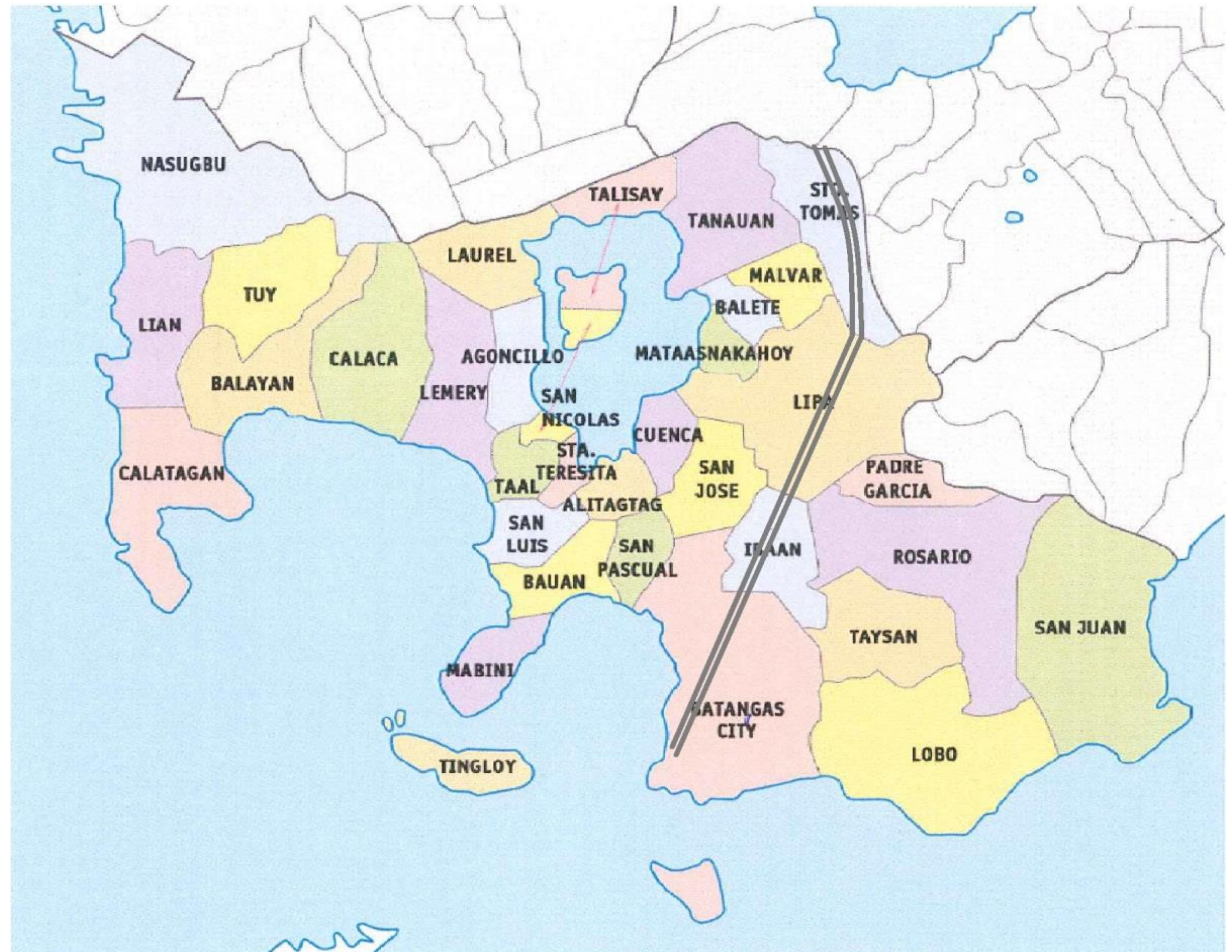 NASUGBU
TALISAY
STO.
TOMAS
TANAUAN
LAUREL
MALVAR
TUY
BALETE
LIAN
AGONCILLO
MATAASNAKAHOY
CALACA
BALAYAN
LEMERY
SAN
NICOLAS
LIPA
CUENCA
STA.
TERESITA
CALATAGAN
SAN
JOSE
PADRE
GARCIA
TAAL
ALITAGTAG
SAN
LUIS
SAN
PASCUAL
IBAAN
ROSARIO
BAUAN
TAYSAN
SAN JUAN
MABINI
BATANGAS
CITY
LOBO
TINGLOY